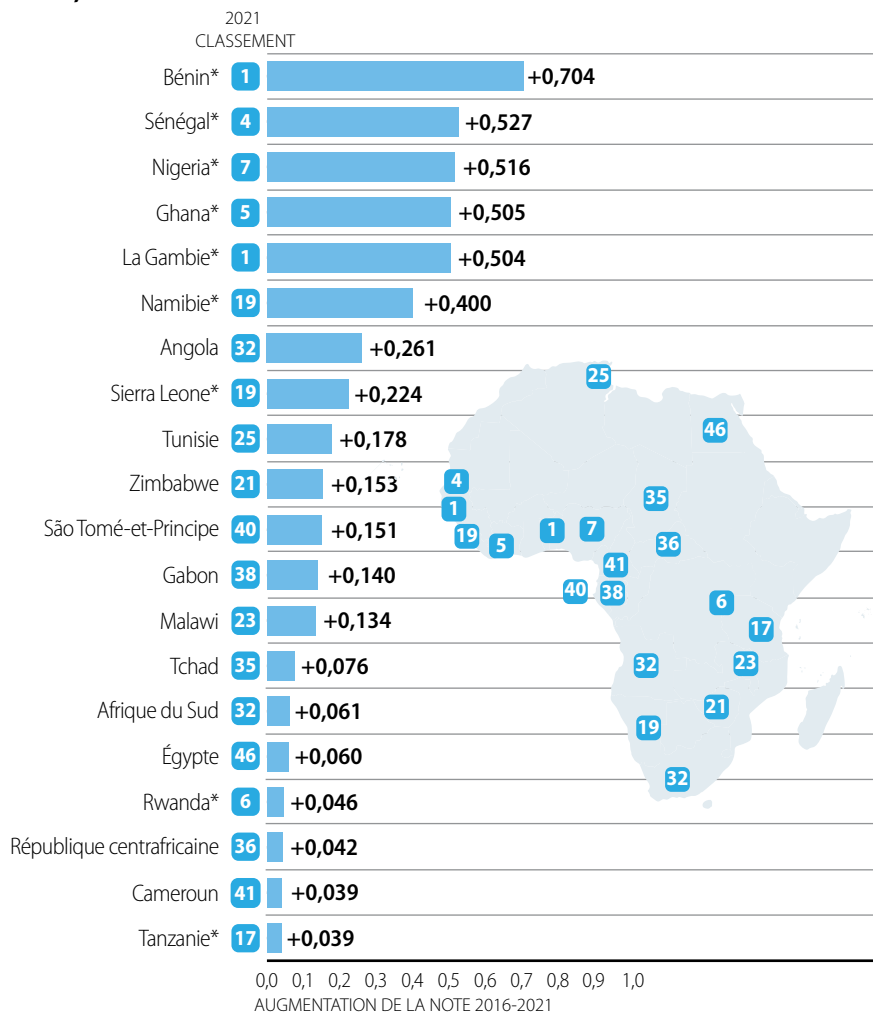 2021
CLASSEMENT
Bénin* 1 +0,704
Sénégal* 4 +0,527
Nigeria* 7 +0,516
Ghana* 5 +0,505
La Gambie* 1 +0,504
Namibie* 19 +0,400
Angola 32 +0,261
Sierra Leone* 19 +0,224
Tunisie 25 +0,178
Zimbabwe 21 +0,153
São Tomé-et-Principe 40 +0,151
Gabon 38 +0,140
Malawi 23 +0,134
Tchad 35 +0,076
Afrique du Sud 32 +0,061
Égypte 46 +0,060
Rwanda* 6 +0,046
République centrafricaine 36 +0,042
Cameroun 41 +0,039
Tanzanie* 17 +0,039
0,0 0,1 0,2 0,3 0,4 0,5 0,6 0,7 0,8 0,9 1,0
AUGMENTATION DE LA NOTE 2016-2021
25
46
4
35
1
19
5
1
7
36
41
40
38
6
17
32
23
21
19
32